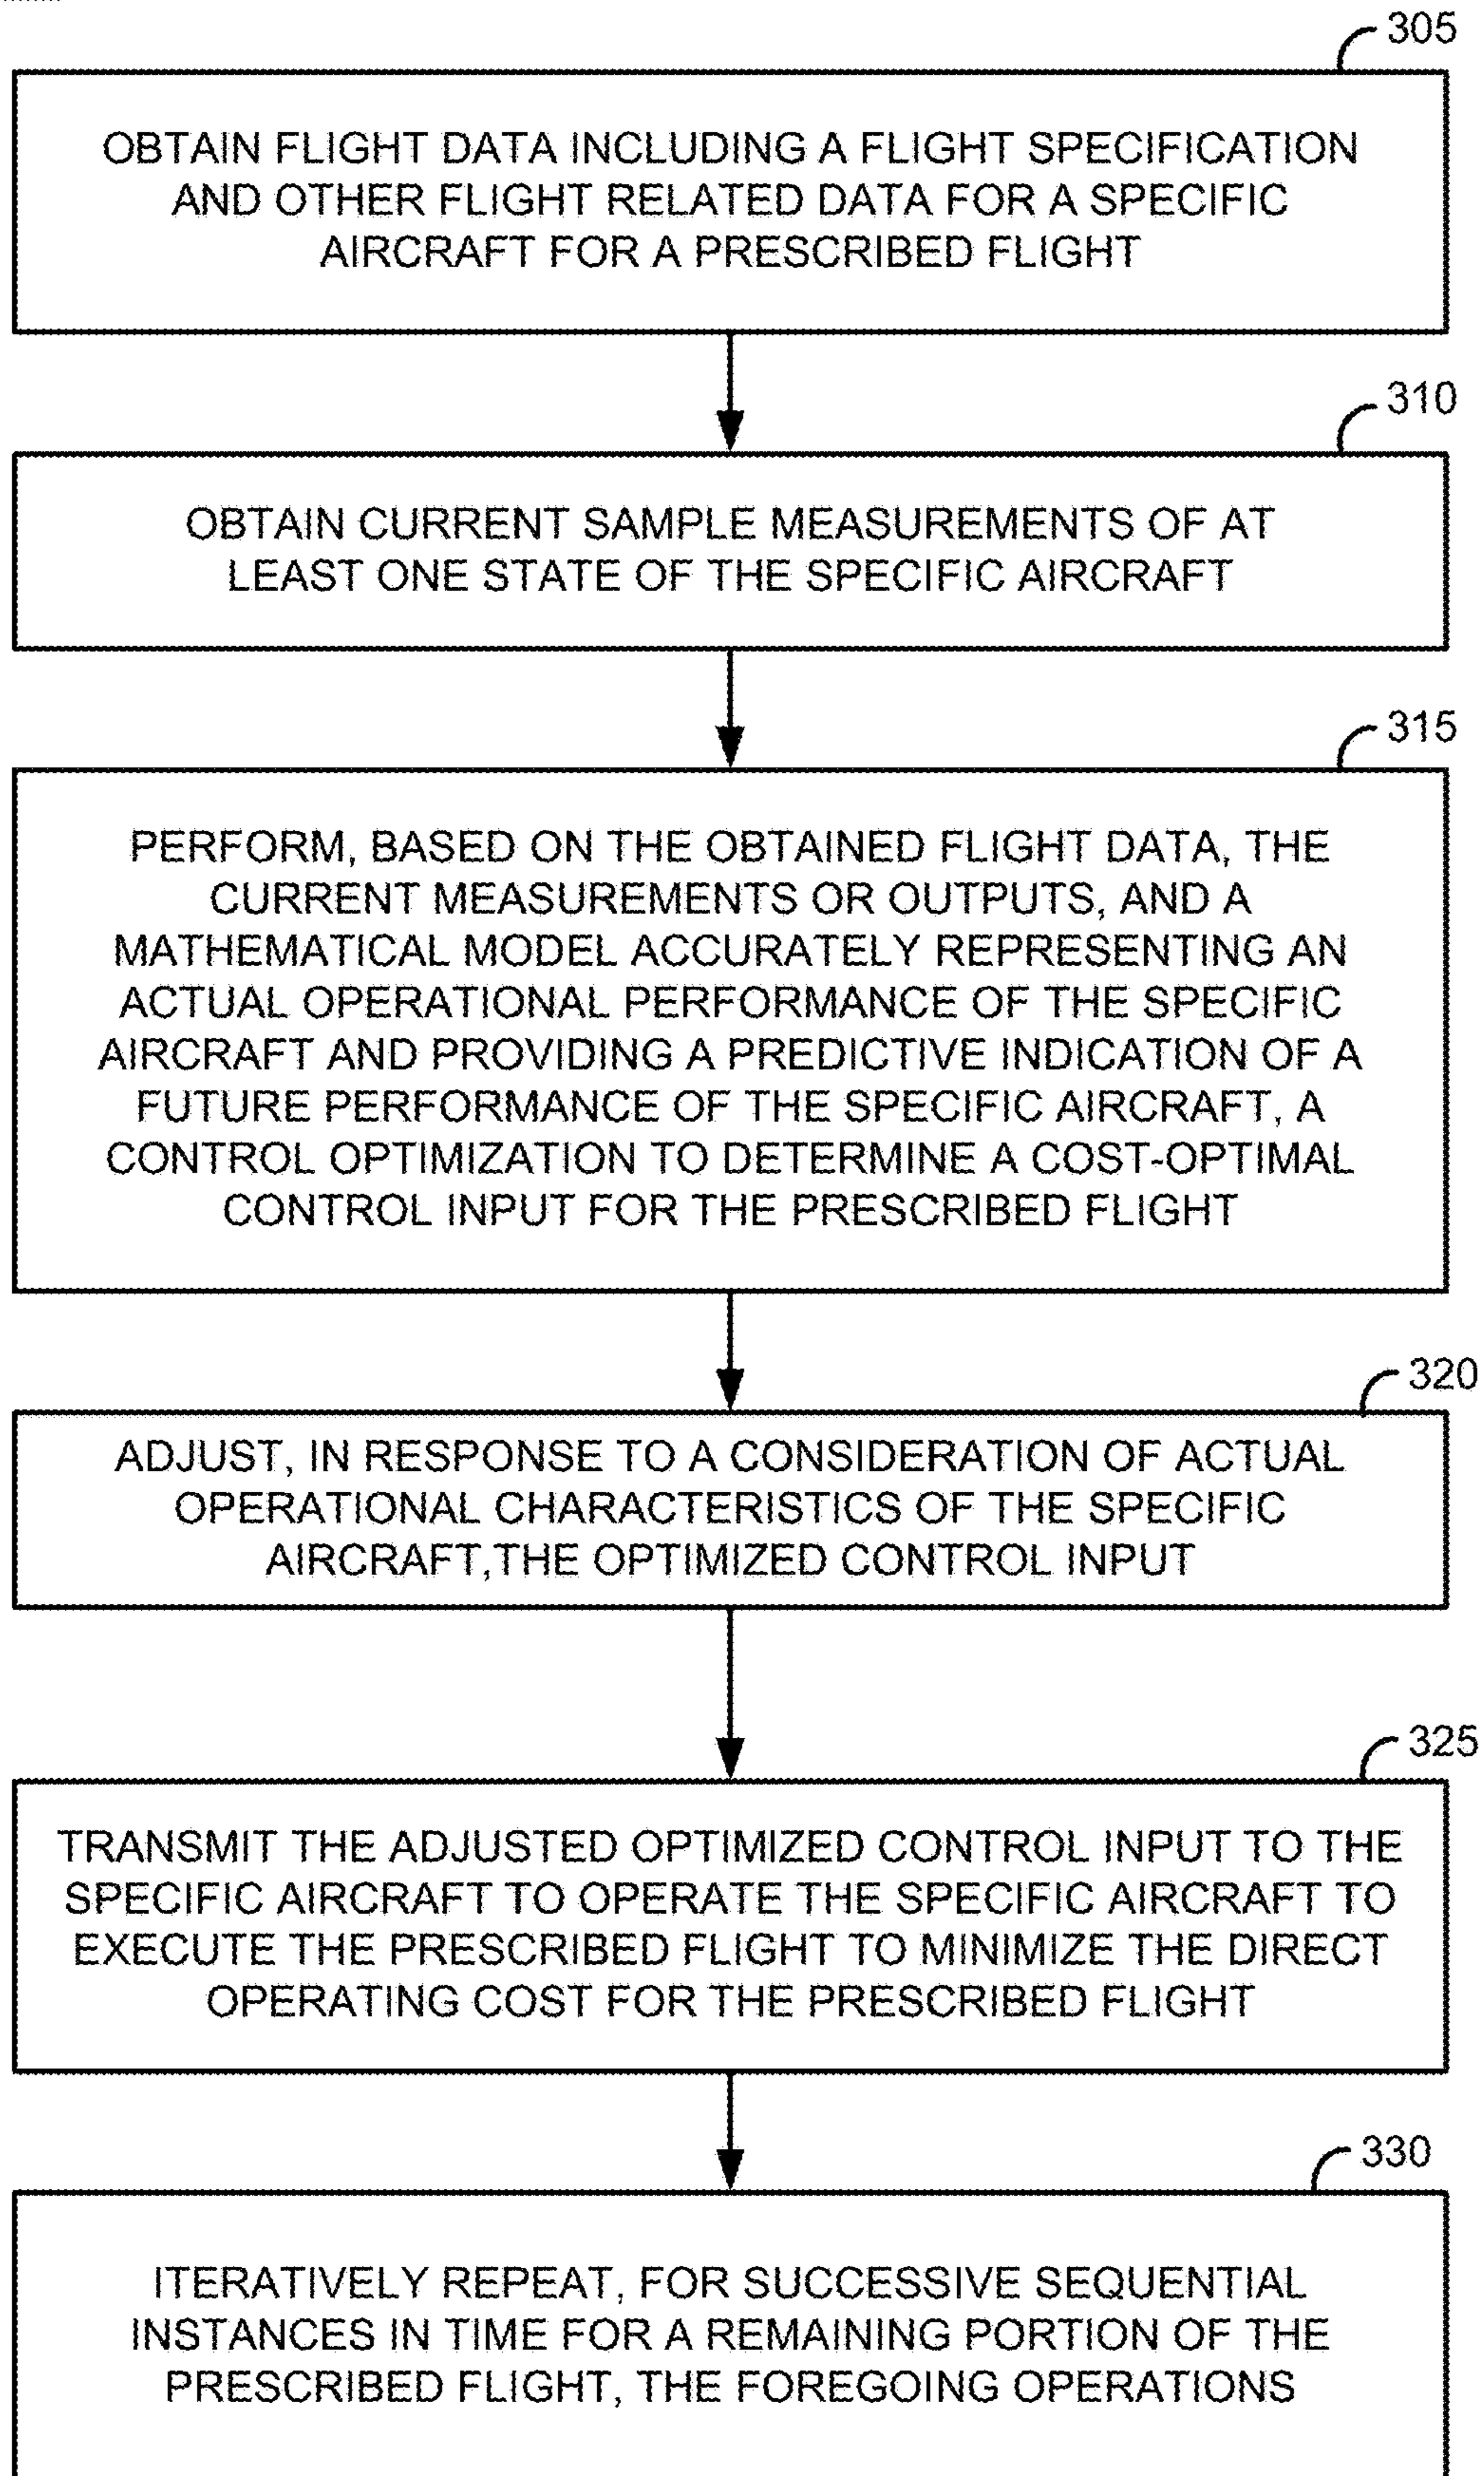 305
OBTAIN FLIGHT DATA INCLUDING A FLIGHT SPECIFICATION
AND OTHER FLIGHT RELATED DATA FOR A SPECIFIC
AIRCRAFT FOR A PRESCRIBED FLIGHT
310
OBTAIN CURRENT SAMPLE MEASUREMENTS OF AT
LEAST ONE STATE OF THE SPECIFIC AIRCRAFT
315
PERFORM, BASED ON THE OBTAINED FLIGHT DATA, THE
CURRENT MEASUREMENTS OR OUTPUTS, AND A
MATHEMATICAL MODEL ACCURATELY REPRESENTING AN
ACTUAL OPERATIONAL PERFORMANCE OF THE SPECIFIC
AIRCRAFT AND PROVIDING A PREDICTIVE INDICATION OF A
FUTURE PERFORMANCE OF THE SPECIFIC AIRCRAFT, A
CONTROL OPTIMIZATION TO DETERMINE A COST-OPTIMAL
CONTROL INPUT FOR THE PRESCRIBED FLIGHT
320
ADJUST, IN RESPONSE TO A CONSIDERATION OF ACTUAL
OPERATIONAL CHARACTERISTICS OF THE SPECIFIC
AIRCRAFT,THE OPTIMIZED CONTROL INPUT
325
TRANSMIT THE ADJUSTED OPTIMIZED CONTROL INPUT TO THE
SPECIFIC AIRCRAFT TO OPERATE THE SPECIFIC AIRCRAFT TO
EXECUTE THE PRESCRIBED FLIGHT TO MINIMIZE THE DIRECT
OPERATING COST FOR THE PRESCRIBED FLIGHT
330
ITERATIVELY REPEAT, FOR SUCCESSIVE SEQUENTIAL
INSTANCES IN TIME FOR A REMAINING PORTION OF THE
PRESCRIBED FLIGHT, THE FOREGOING OPERATIONS